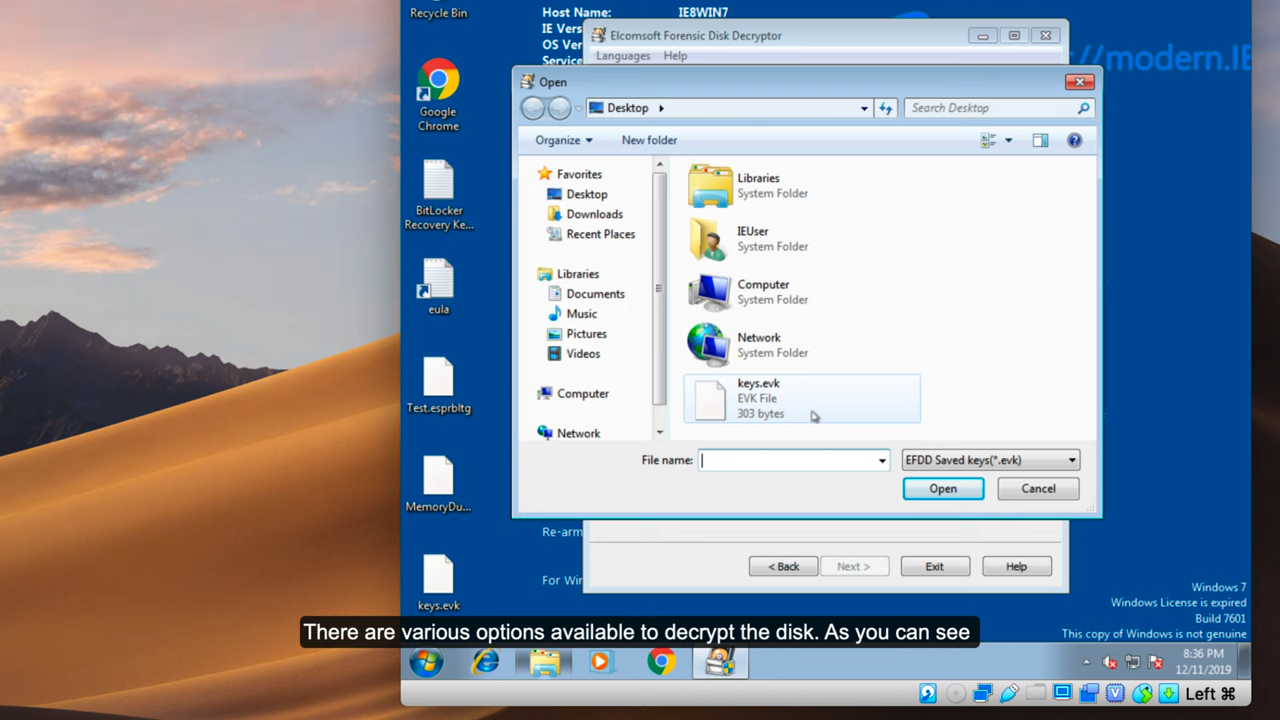 Recycle Bin
Host Name: IE8WIN7
IE Vers
OS Ver
Service
://modern.IE
Elcomsoft Forensic Disk Decryptor
Languages Help
Open
Desktop
Search Desktop
Organize New folder
Google
Chrome
BitLocker
Recovery Ke...
eula
Test.esprbltg
MemoryDu...
keys.evk
Favorites
Desktop
Downloads
Recent Places
Libraries
Documents
Music
Pictures
Videos
Computer
Network
Libraries
System Folder
IEUser
System Folder
Computer
System Folder
Network
System Folder
keys.evk
EVK File
303 bytes
File name:
EFDD Saved keys(*.evk)
Open Cancel
Re-arm
For Win
< Back Next > Exit Help
Windows 7
Windows License is expired
Build 7601
This copy of Windows is not genuine
There are various options available to decrypt the disk. As you can see
8:36 PM
12/11/2019
Left ⌘